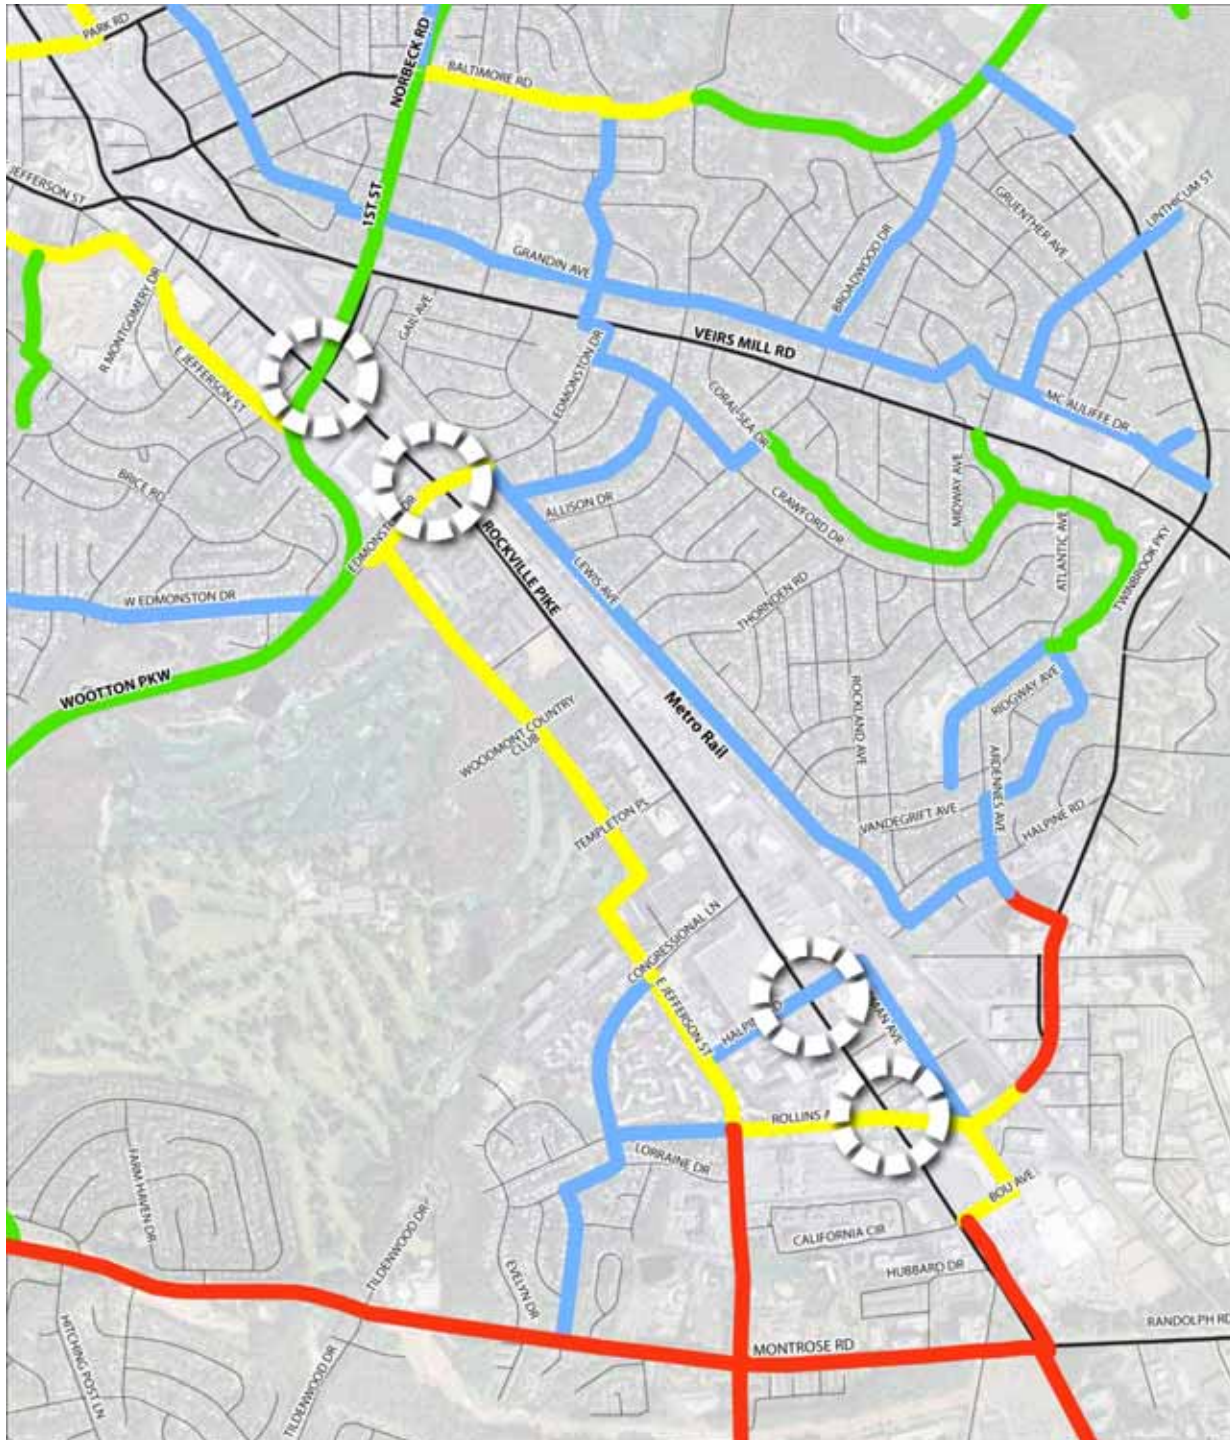 PARK RD
NORBECK RD
BALTIMORE RD
JEFFERSON ST
1ST ST
GRUENTHER AVE
LINTHICUM ST
GRANDIN AVE
BROADWOOD DR
R MONTGOMERY DR
GAIL AVE
VEIRS MILL RD
E JEFFERSON ST
EDMONSTON DR
CORAL SEA DR
MC AULIFFE DR
BRICE RD
ALLISON DR
CRAWFORD DR
MIDWAY AVE
ATLANTIC AVE
TWINBROOK PKY
EDMONSTON DR
ROCKVILLE PIKE
LEWIS AVE
THORNDEN RD
W EDMONSTON DR
WOOTTON PKW
Metro Rail
ROCKLAND AVE
RIDGWAY AVE
WOODMONT COUNTRY
CLUB
ARDENNES AVE
TEMPLETON PL
VANDEGRIFT AVE
HALPINE RD
CONGRESSIONAL LN
E JEFFERSON ST
HALPIN D
MAN AVE
ROLLINS A
LORRAINE DR
FARM HAVEN DR
BOU AVE
TILDENWOOD DR
CALIFORNIA CIR
EVELYN DR
HUBBARD DR
RANDOLPH RD
HITCHING POST LN
MONTROSE RD
TILDENWOOD DR